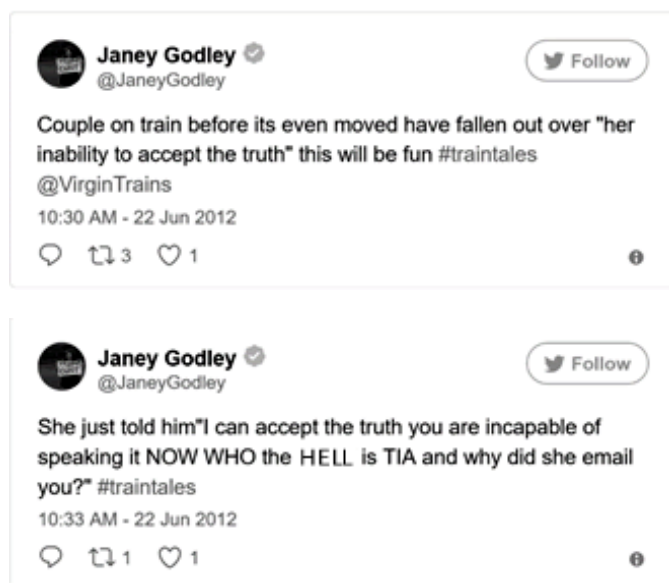 Janey Godley
@JaneyGodley
Follow
Couple on train before its even moved have fallen out over "her
inability to accept the truth" this will be fun #traintales
@VirginTrains
10:30 AM - 22 Jun 2012
3 1
Janey Godley
@JaneyGodley
Follow
She just told him"I can accept the truth you are incapable of
speaking it NOW WHO the HELL is TIA and why did she email
you?" #traintales
10:33 AM - 22 Jun 2012
1 1